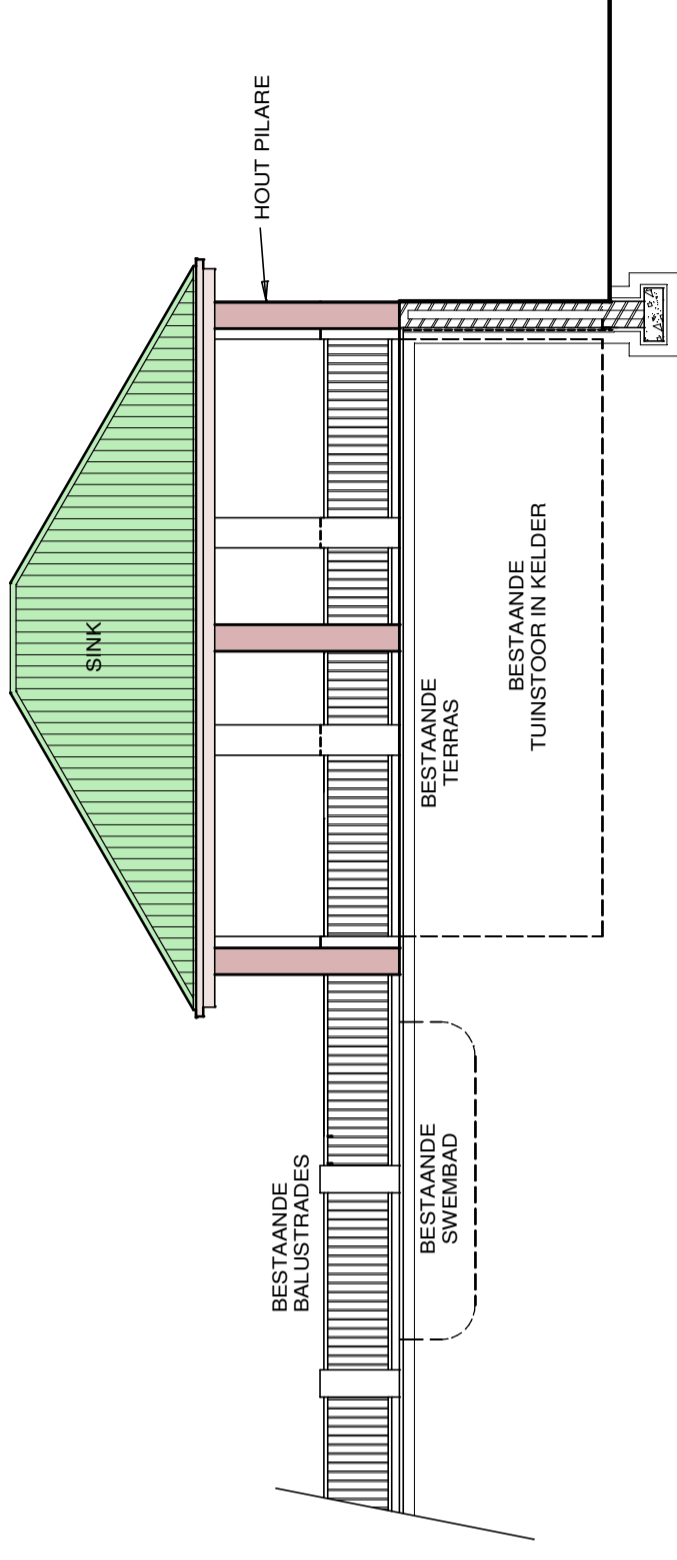 SINK
HOUT PILARE
BESTAANDE
BALUSTRADES
BESTAANDE
TERRAS
BESTAANDE
SWEMBAD
BESTAANDE
TUINSTOOR IN KELDER